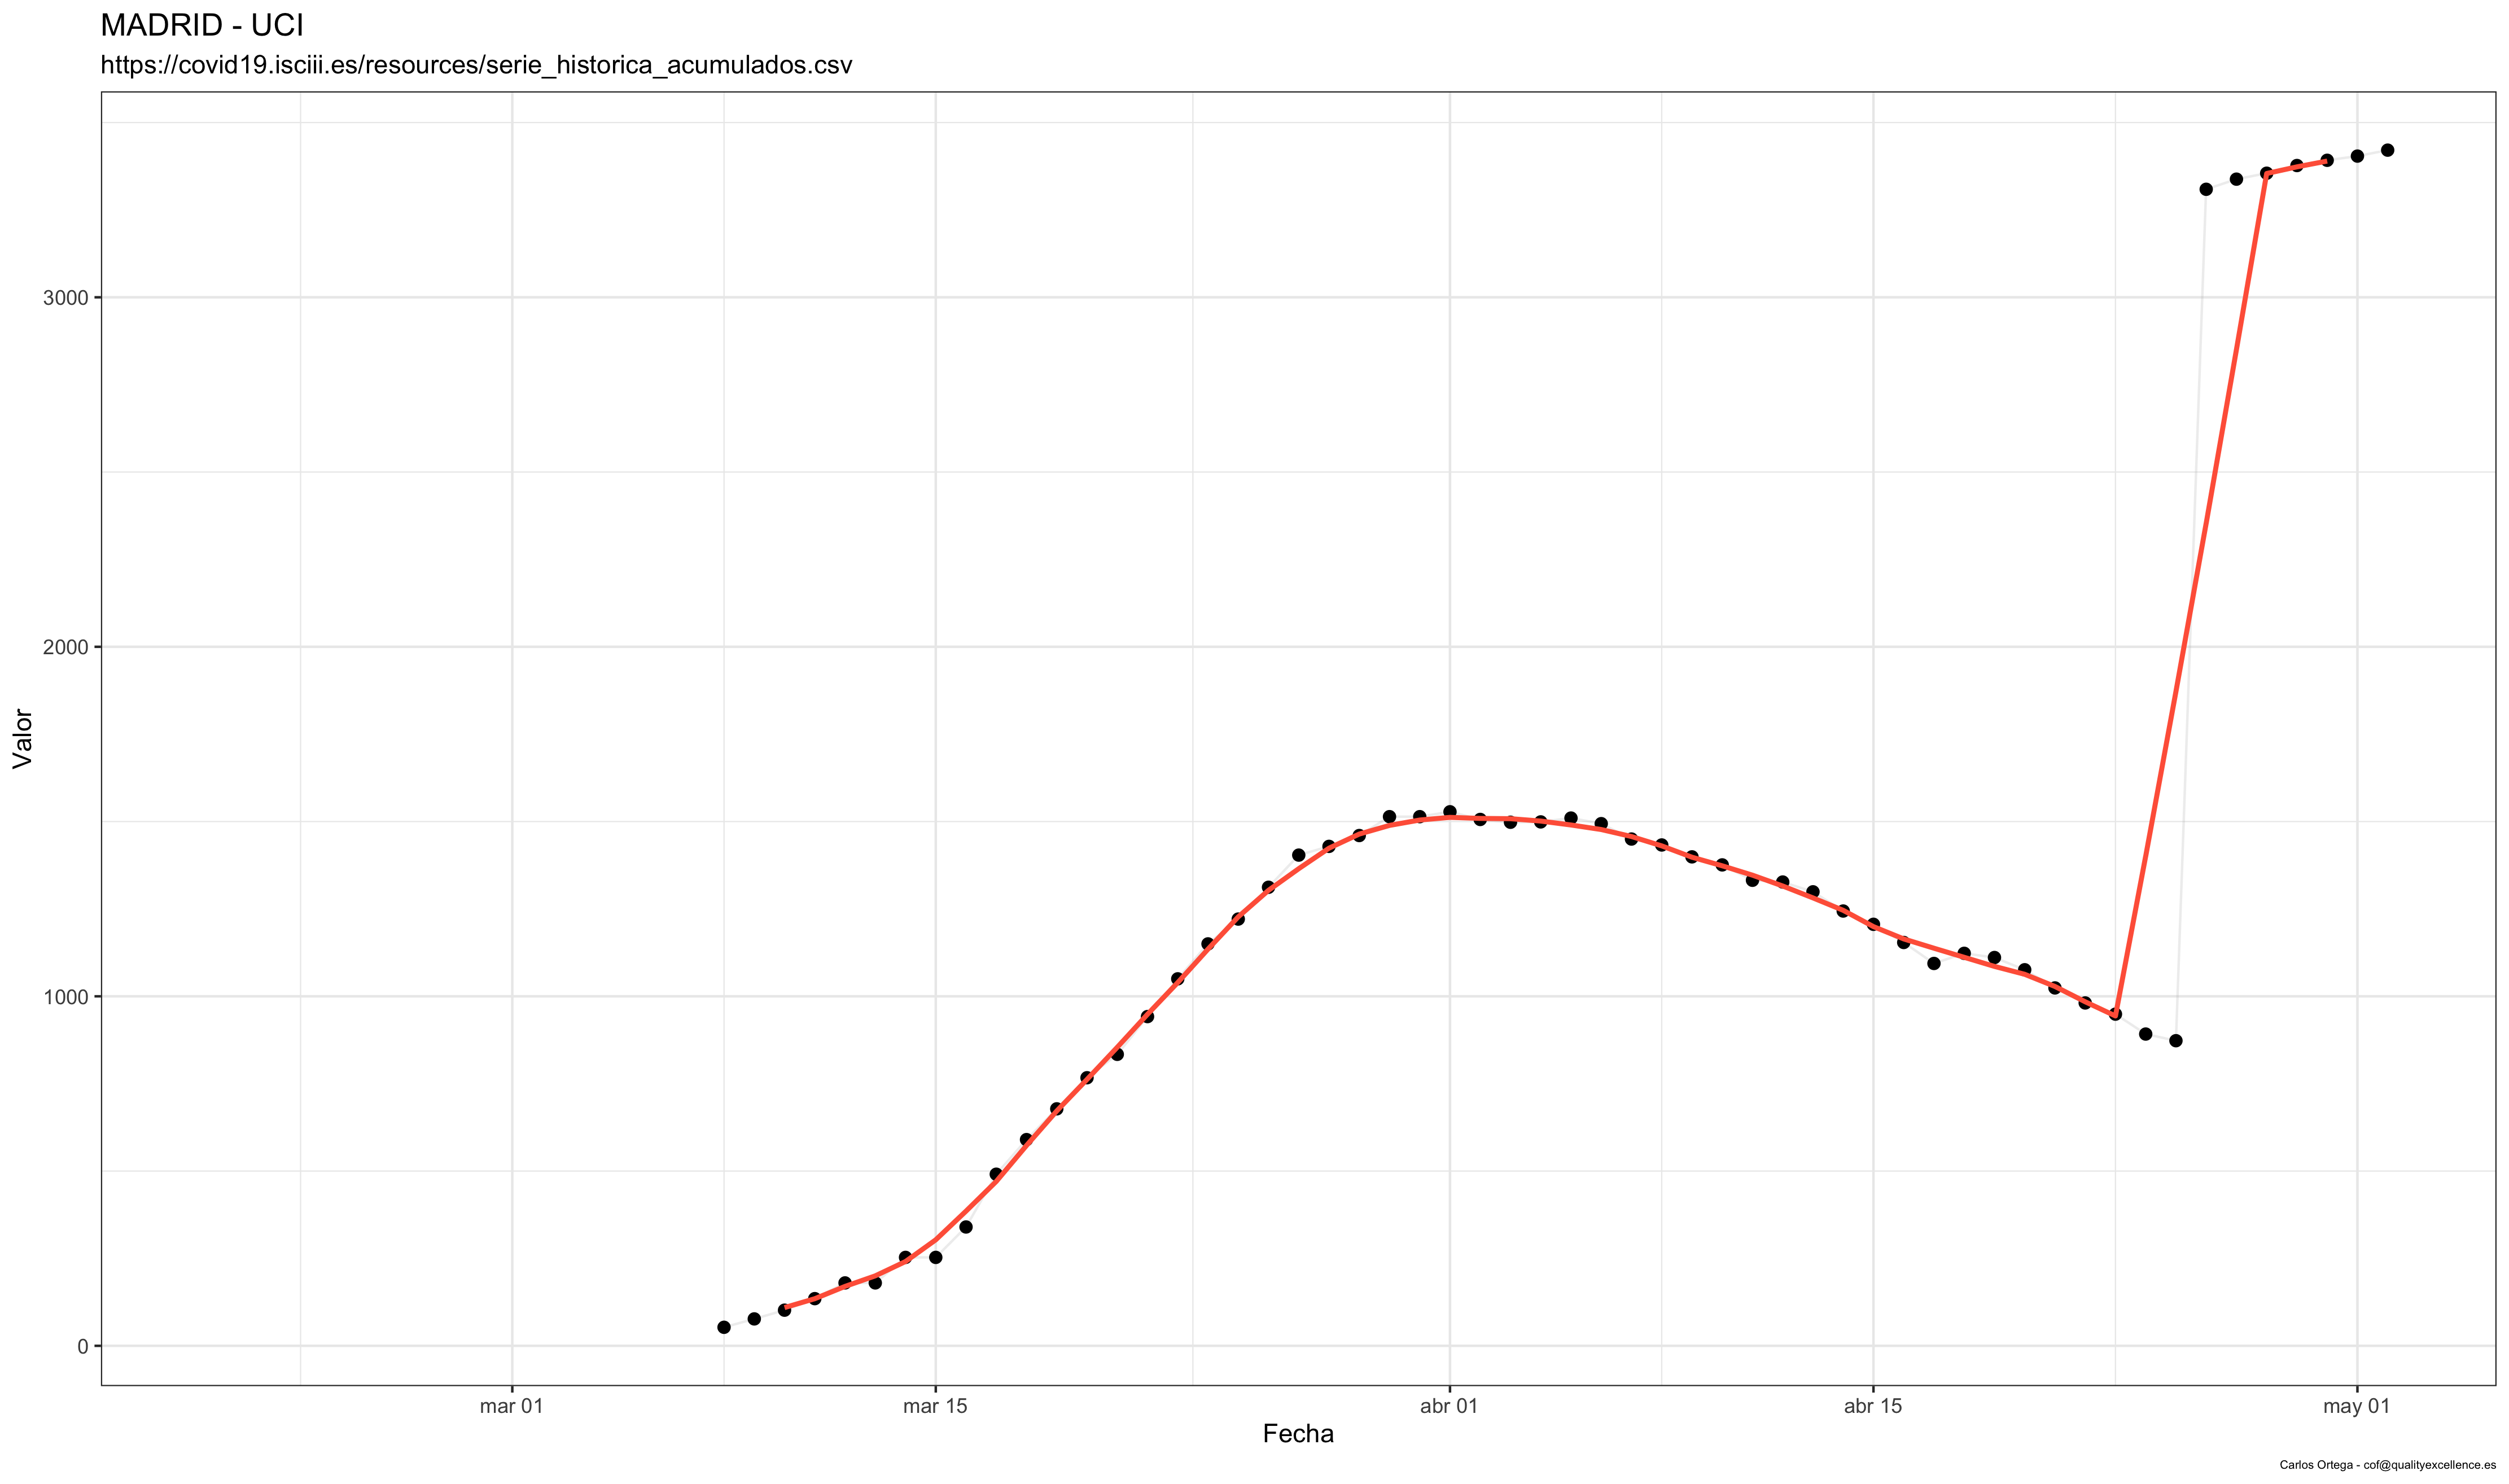 MADRID - UCI
https://covid19.isciii.es/resources/serie_historica_acumulados.csv
Valor
3000
2000
1000
0
mar 01 mar 15 abr 01 abr 15 may 01
Fecha
Carlos Ortega - cof@qualityexcellence.es